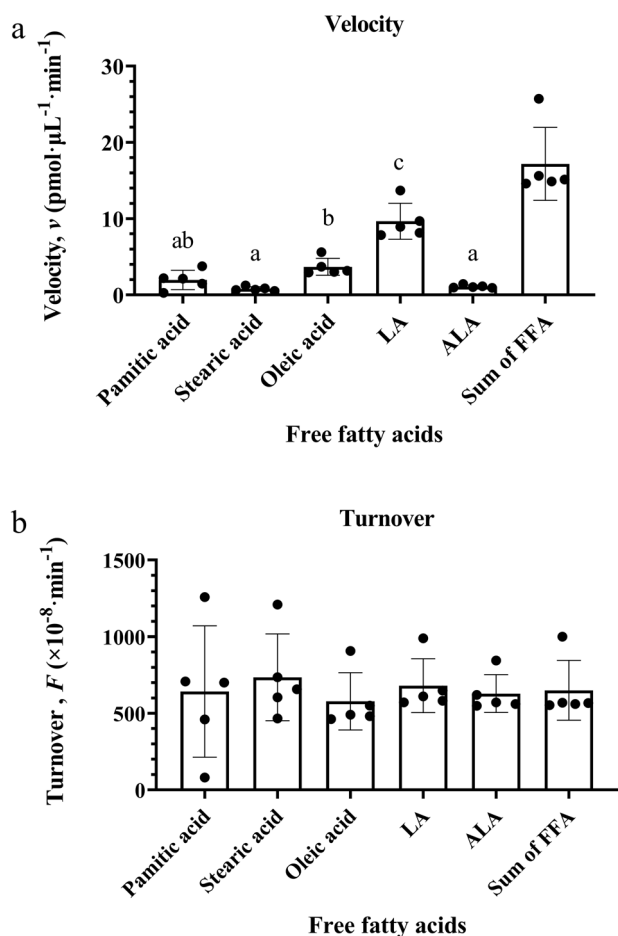 a
Velocity
Velocity, v (pmol·μL⁻¹·min⁻¹)
30
20
10
0
ab
a
b
c
a
Pamitic acid
Stearic acid
Oleic acid
LA
ALA
Sum of FFA
Free fatty acids
b
Turnover
Turnover , F (×10⁻⁸·min⁻¹)
1500
1000
500
0
Pamitic acid
Stearic acid
Oleic acid
LA
ALA
Sum of FFA
Free fatty acids